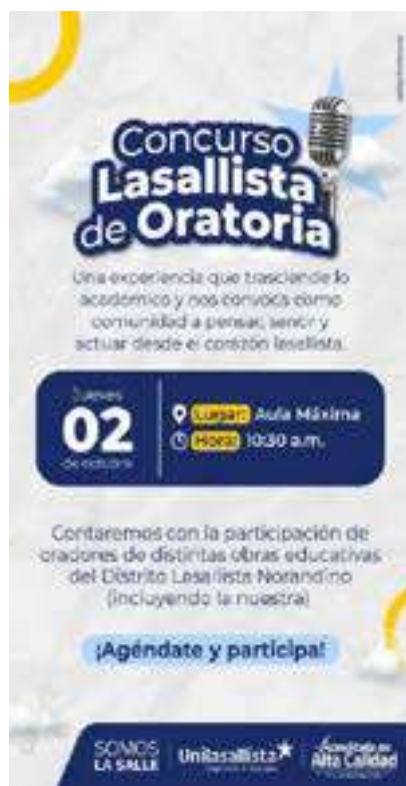 Concurso
Lasallista
de Oratoria
Una experiencia que trasciende lo
académico y nos convoca como
comunidad a pensar, sentir y
actuar desde el corazón lasallista.
Jueves
02
de octubre
Lugar: Aula Máxima
Hora: 10:30 a.m.
Contaremos con la participación de
oradores de distintas obras educativas
del Distrito Lasallista Norandino
(incluyendo la nuestra)
¡Agéndate y participa!
SOMOS
LA SALLE
Unilasallista
Acreditada en
Alta Calidad